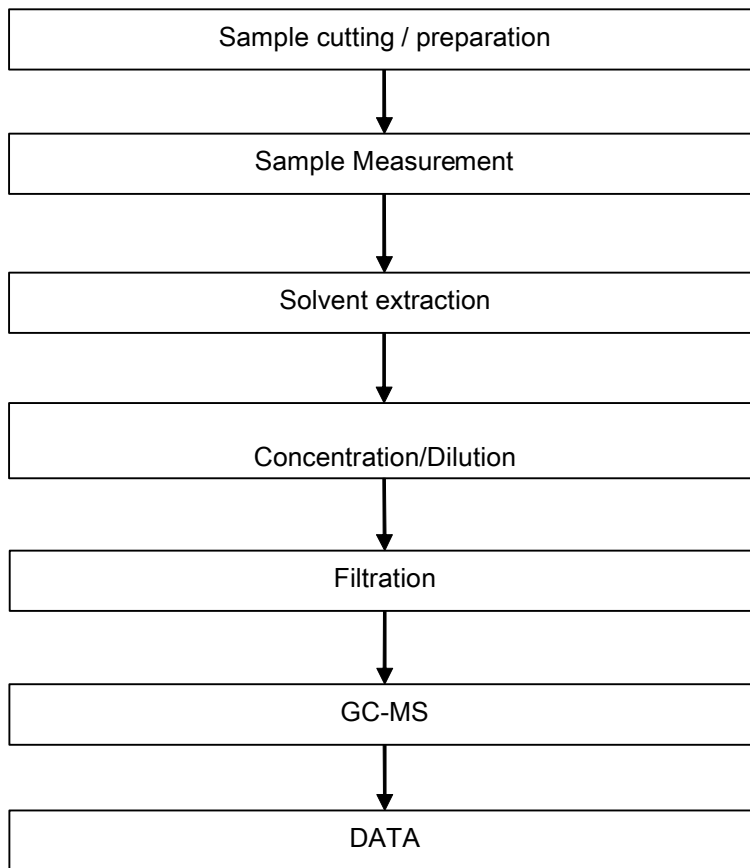 Sample cutting / preparation
Sample Measurement
Solvent extraction
Concentration/Dilution
Filtration
GC-MS
DATA